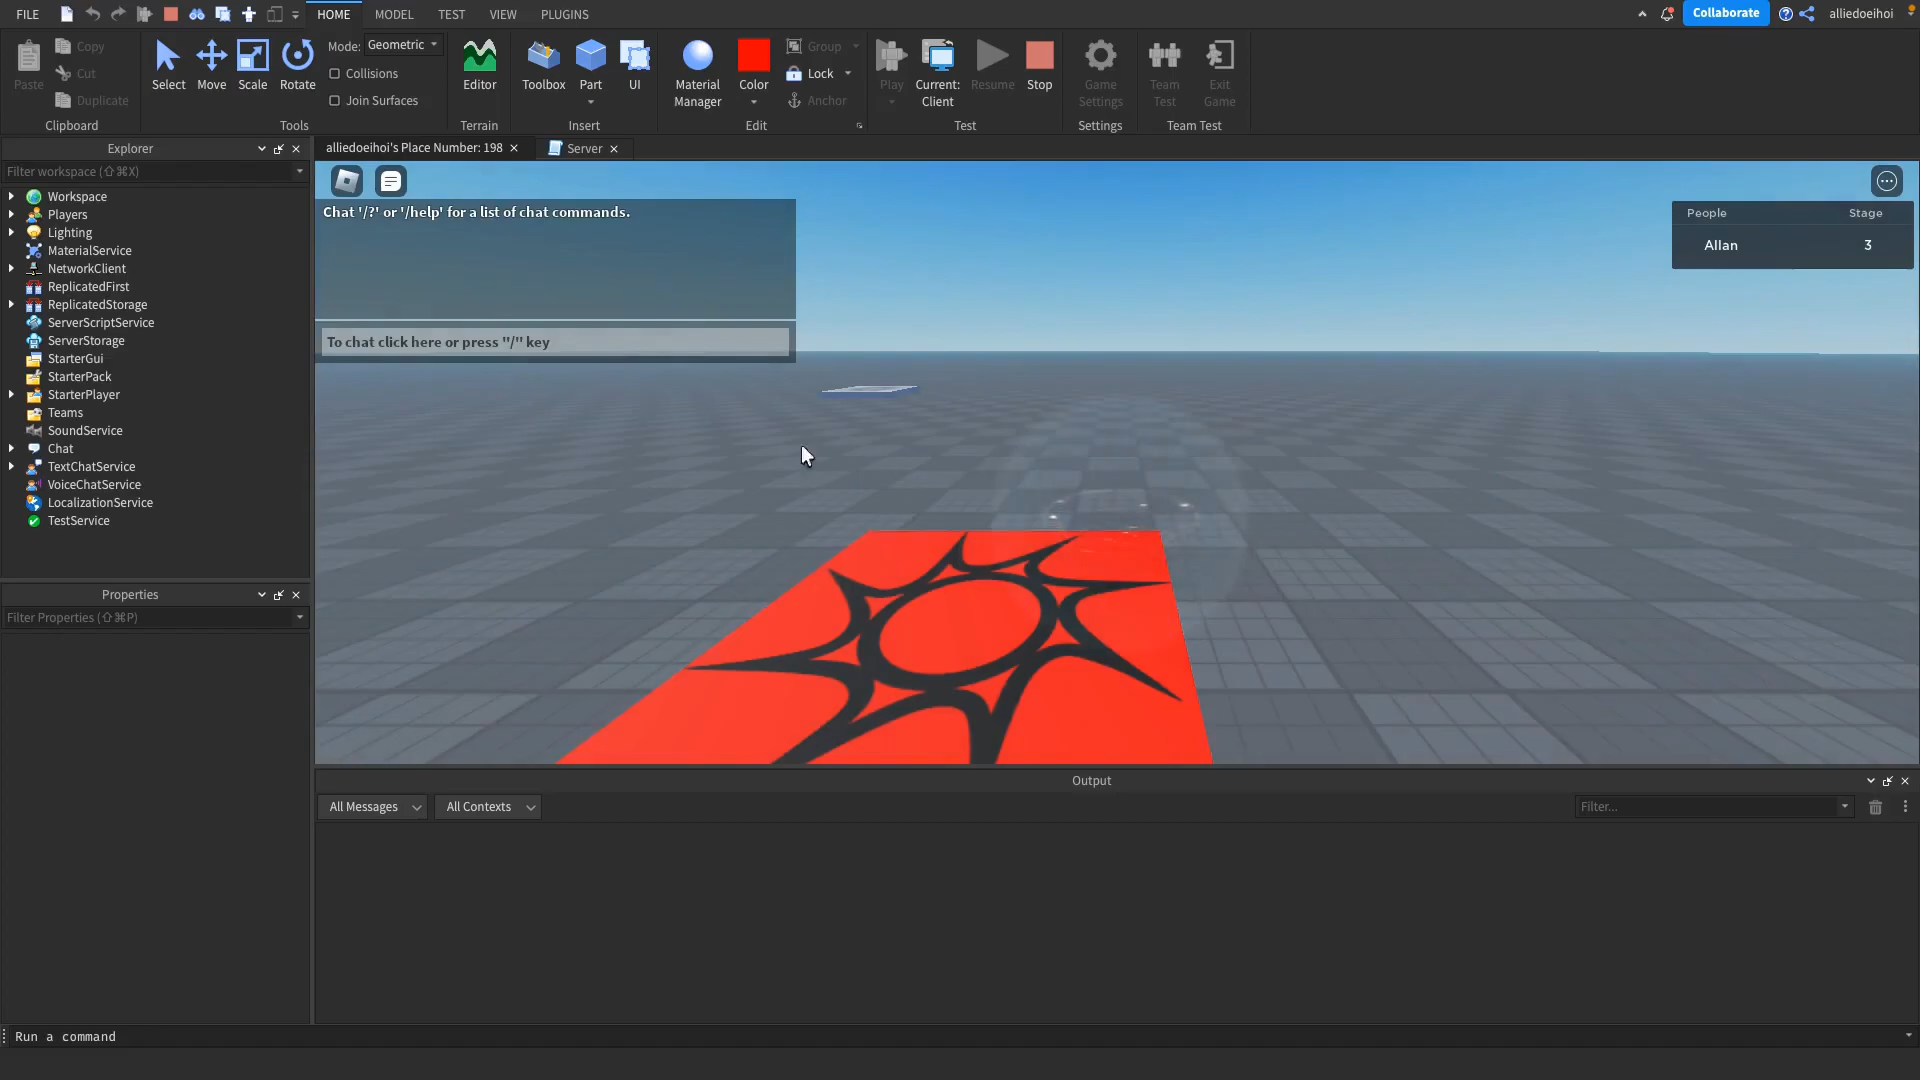 FILE
HOME
MODEL
TEST
VIEW
PLUGINS
Collaborate
alliedoeihoi
Paste
Copy
Cut
Duplicate
Clipboard
Select
Move
Scale
Rotate
Mode: Geometric
Collisions
Join Surfaces
Tools
Editor
Terrain
Toolbox
Part
UI
Insert
Material
Manager
Color
Group
Lock
Anchor
Edit
Play
Current:
Client
Resume
Stop
Test
Game
Settings
Settings
Team
Test
Exit
Game
Team Test
Explorer
Filter workspace (⇧⌘X)
Workspace
Players
Lighting
MaterialService
NetworkClient
ReplicatedFirst
ReplicatedStorage
ServerScriptService
ServerStorage
StarterGui
StarterPack
StarterPlayer
Teams
SoundService
Chat
TextChatService
VoiceChatService
LocalizationService
TestService
Properties
Filter Properties (⇧⌘P)
alliedoeihoi's Place Number: 198
Server
Chat '/?' or '/help' for a list of chat commands.
To chat click here or press "/" key
People Stage
Allan 3
Output
All Messages
All Contexts
Filter...
Run a command